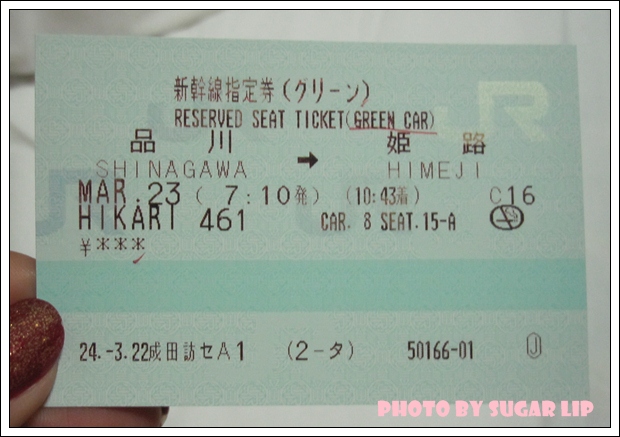 新幹線指定券(グリーン)
RESERVED SEAT TICKET(GREEN CAR)
品 川 → 姫 路
SHINAGAWA HIMEJI
MAR.23 ( 7:10発) (10:43着) C16
HIKARI 461 CAR. 8 SEAT.15-A
¥***
24.-3.22成田訪セA1 (2-タ) 50166-01 Ⓙ
JR
PHOTO BY SUGAR LIP